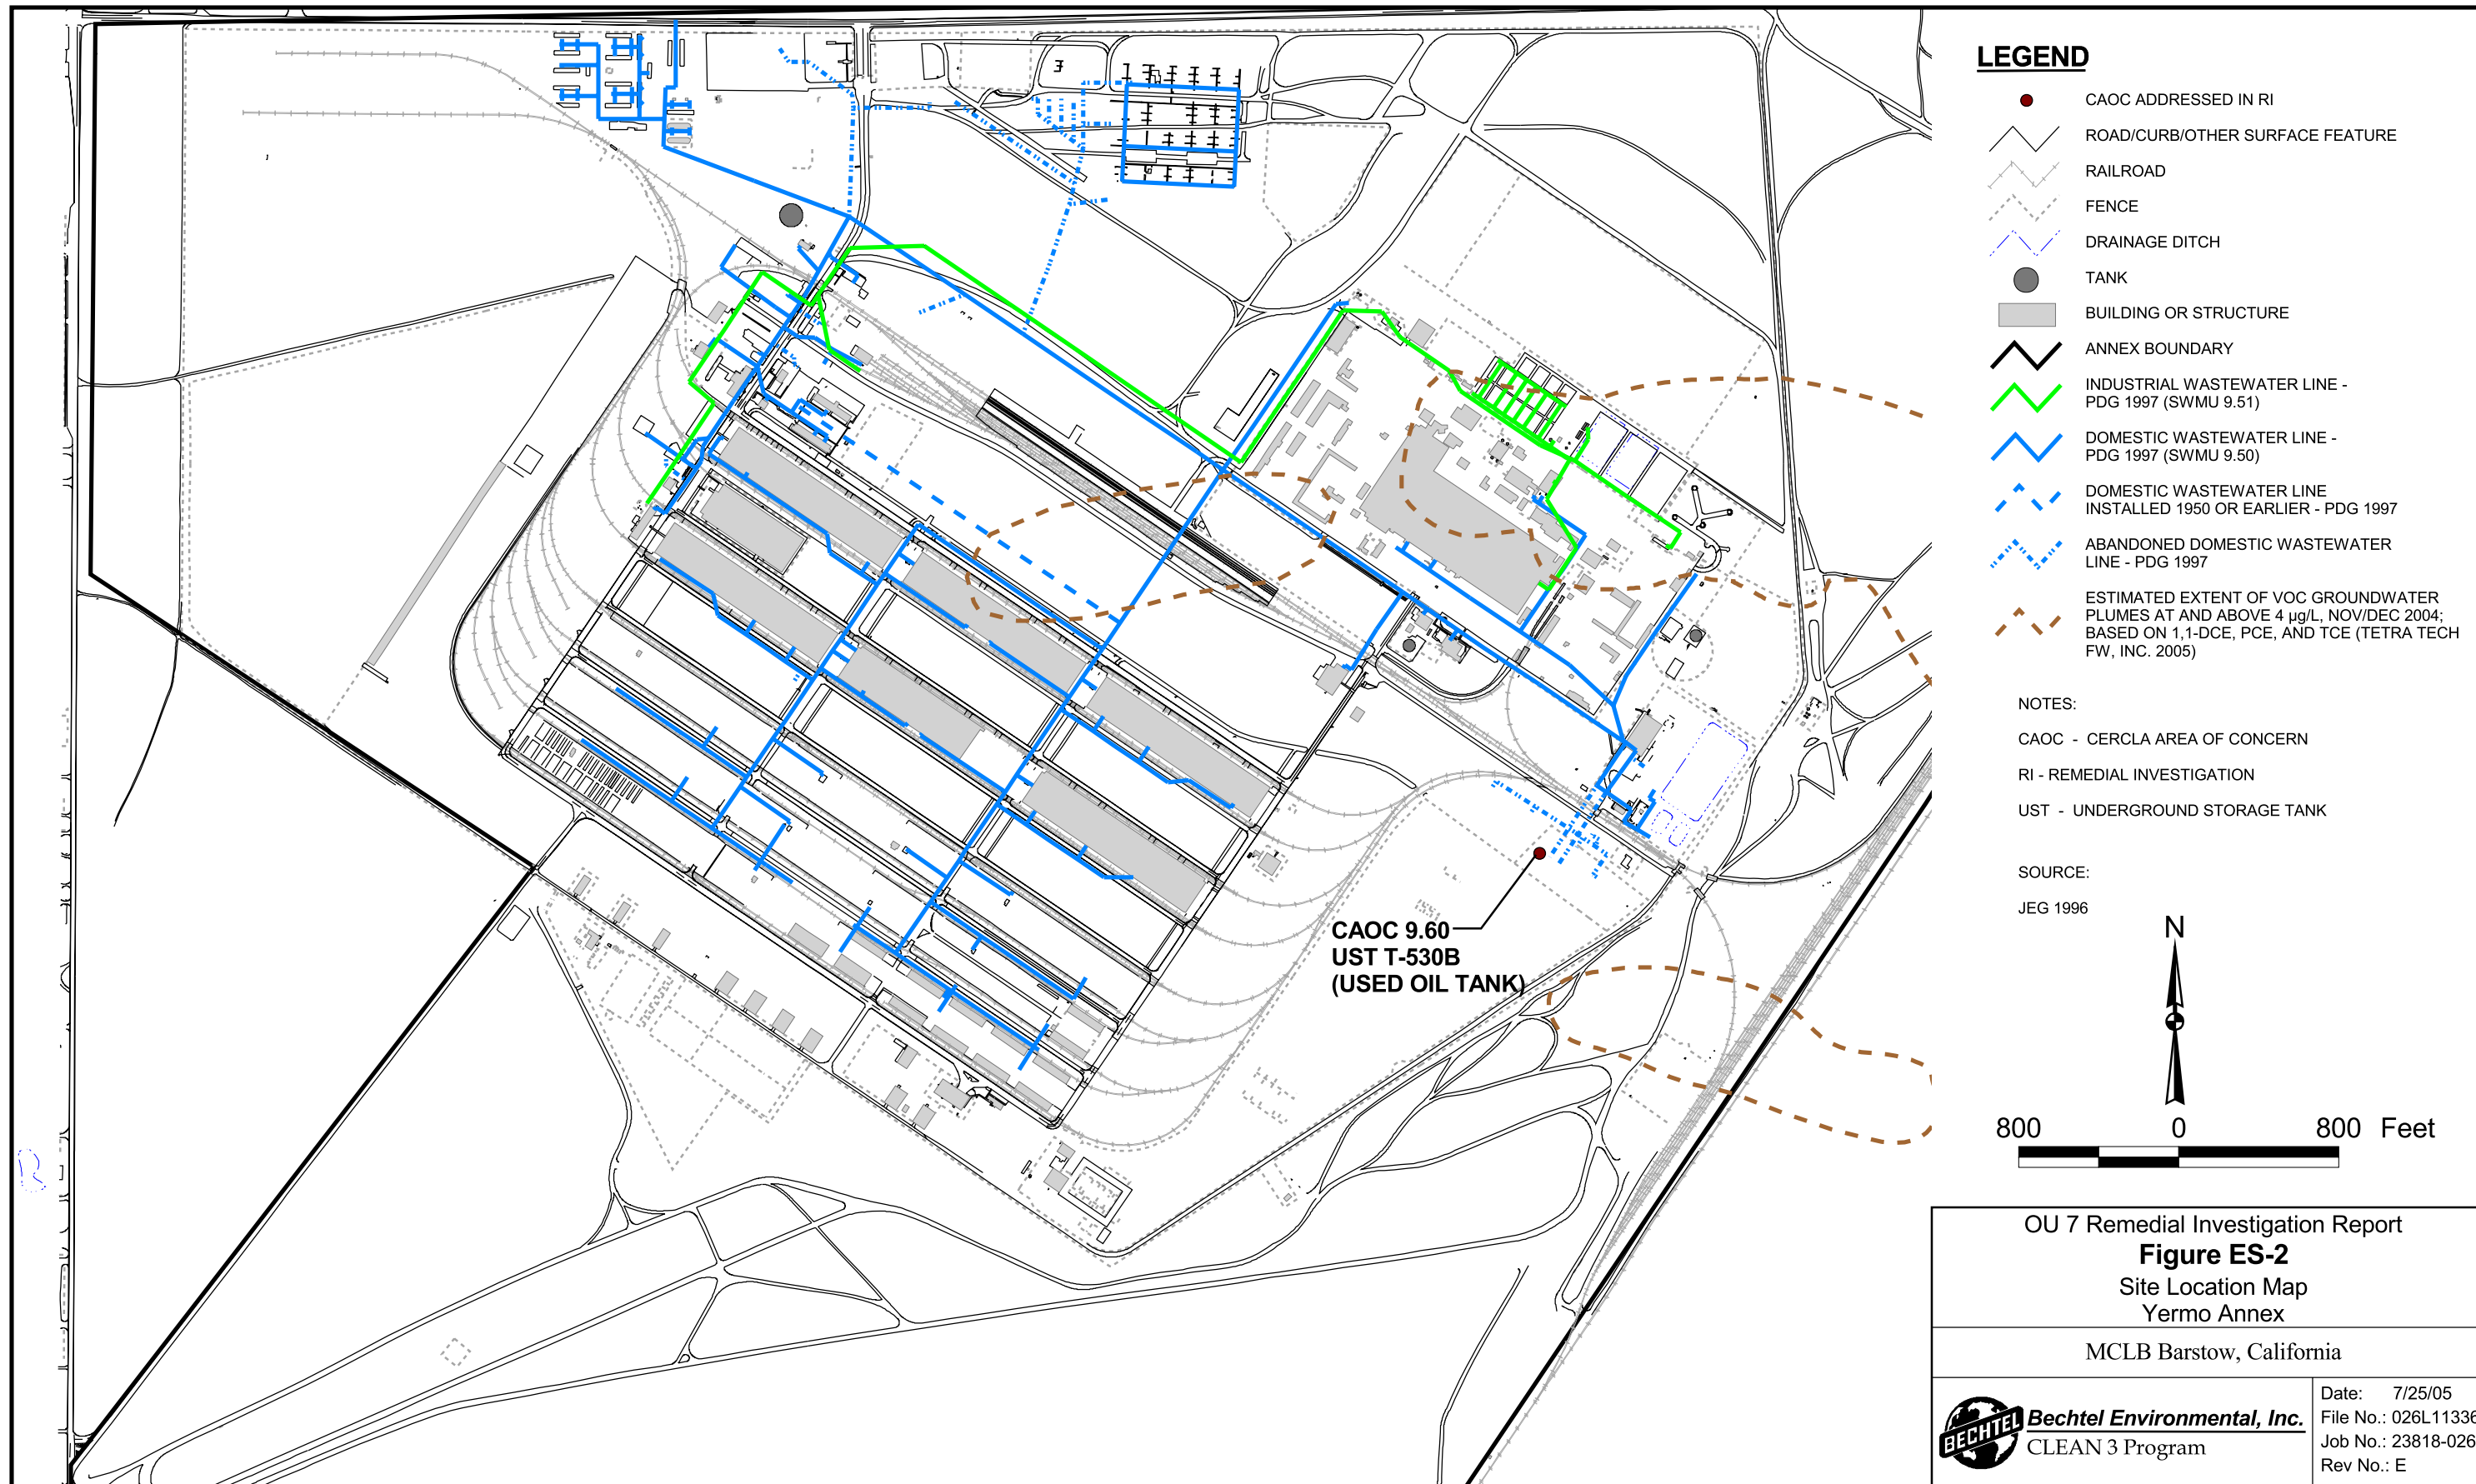 LEGEND
CAOC ADDRESSED IN RI
ROAD/CURB/OTHER SURFACE FEATURE
RAILROAD
FENCE
DRAINAGE DITCH
TANK
BUILDING OR STRUCTURE
ANNEX BOUNDARY
INDUSTRIAL WASTEWATER LINE -
PDG 1997 (SWMU 9.51)
DOMESTIC WASTEWATER LINE -
PDG 1997 (SWMU 9.50)
DOMESTIC WASTEWATER LINE
INSTALLED 1950 OR EARLIER - PDG 1997
ABANDONED DOMESTIC WASTEWATER
LINE - PDG 1997
ESTIMATED EXTENT OF VOC GROUNDWATER
PLUMES AT AND ABOVE 4 µg/L, NOV/DEC 2004;
BASED ON 1,1-DCE, PCE, AND TCE (TETRA TECH
FW, INC. 2005)
NOTES:
CAOC - CERCLA AREA OF CONCERN
RI - REMEDIAL INVESTIGATION
UST - UNDERGROUND STORAGE TANK
SOURCE:
JEG 1996
N
800 0 800 Feet
CAOC 9.60
UST T-530B
(USED OIL TANK)
OU 7 Remedial Investigation Report
Figure ES-2
Site Location Map
Yermo Annex
MCLB Barstow, California
BECHTEL
Bechtel Environmental, Inc.
CLEAN 3 Program
Date: 7/25/05
File No.: 026L11336
Job No.: 23818-026
Rev No.: E